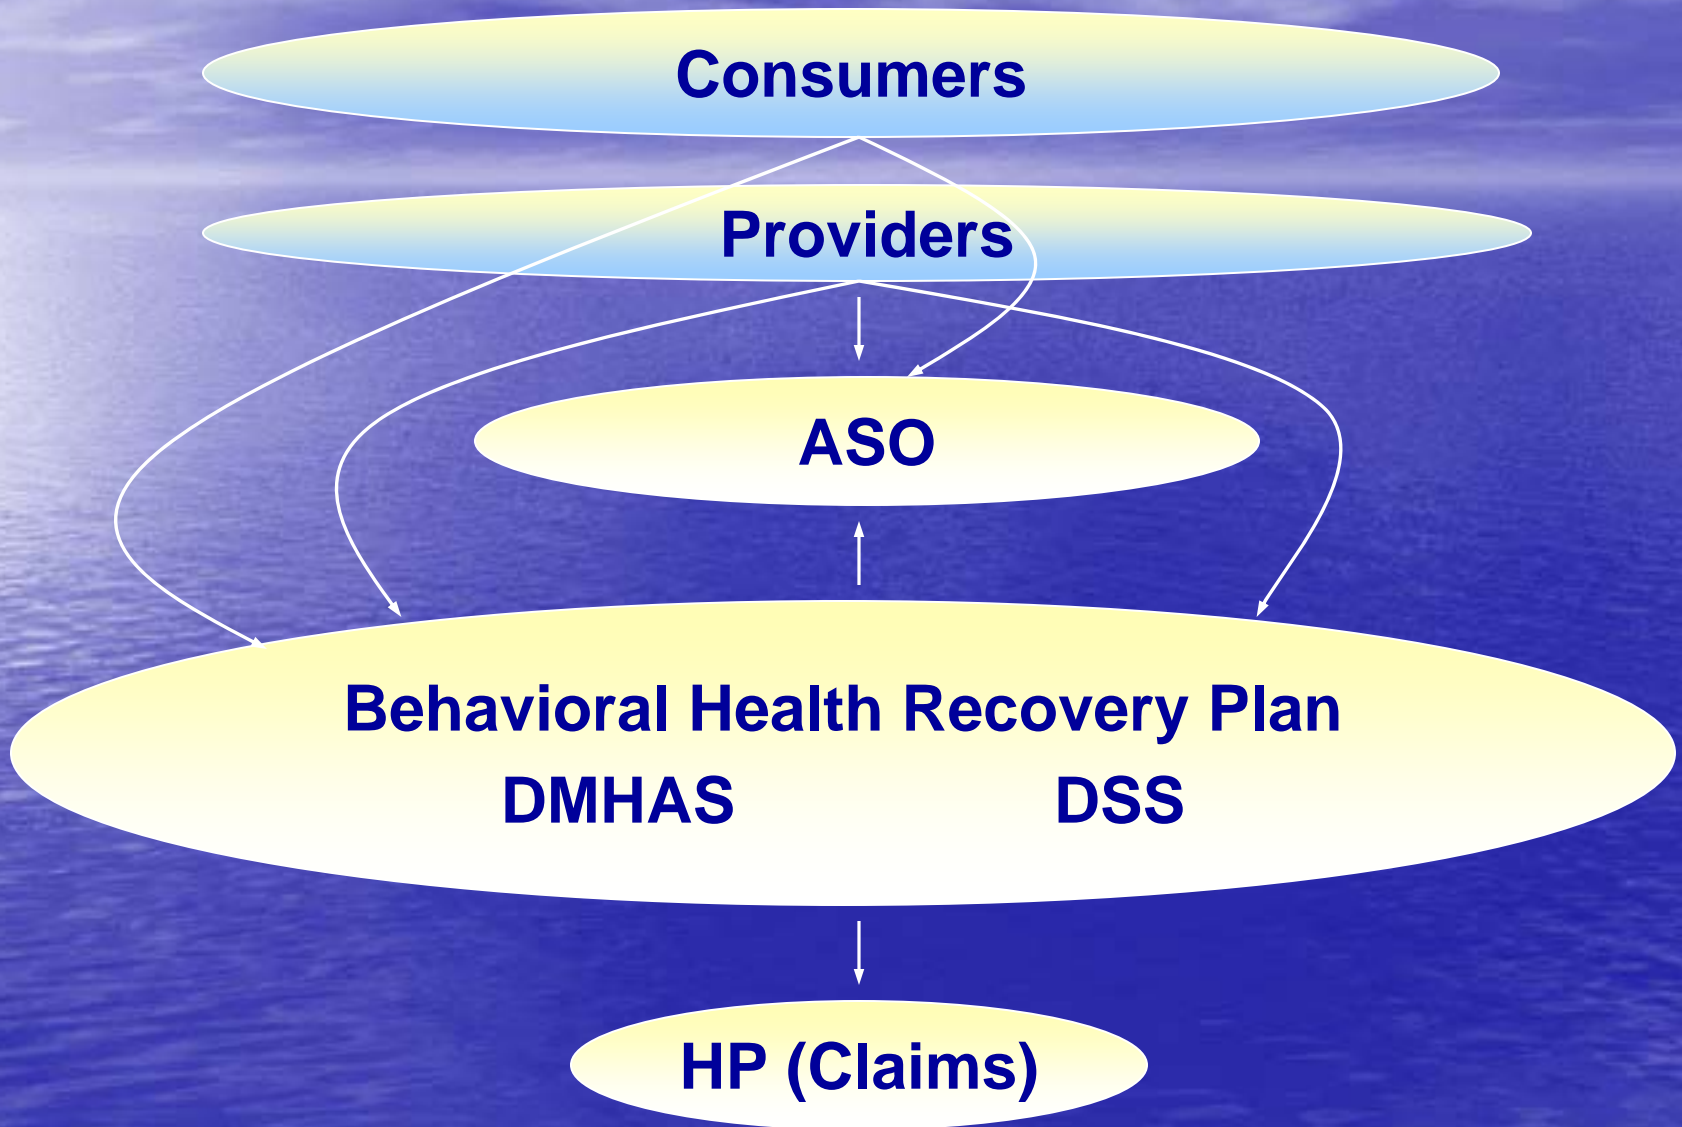 Consumers
Providers
ASO
Behavioral Health Recovery Plan
DMHAS DSS
HP (Claims)